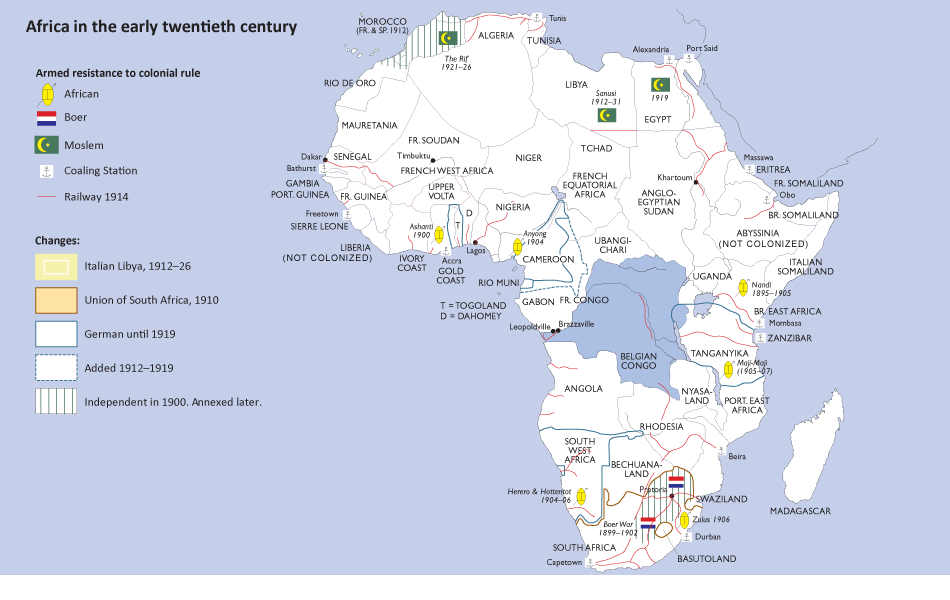 Africa in the early twentieth century
Armed resistance to colonial rule
African
Boer
Moslem
Coaling Station
Railway 1914
Changes:
Italian Libya, 1912–26
Union of South Africa, 1910
German until 1919
Added 1912–1919
Independent in 1900. Annexed later.
MOROCCO
(FR. & SP. 1912)
The Rif
1921–26
ALGERIA
Tunis
TUNISIA
Alexandria
Port Said
RIO DE ORO
LIBYA
Sanusi
1912–31
1919
EGYPT
MAURETANIA
FR. SOUDAN
Timbuktu
NIGER
TCHAD
Dakar
SENEGAL
Bathurst
FRENCH WEST AFRICA
GAMBIA
PORT. GUINEA
FR. GUINEA
UPPER
VOLTA
FRENCH
EQUATORIAL
AFRICA
Khartoum
ANGLO-
EGYPTIAN
SUDAN
Massawa
ERITREA
FR. SOMALILAND
Obo
BR. SOMALILAND
Freetown
SIERRE LEONE
Ashanti
1900
D
T
NIGERIA
Anyong
1904
ABYSSINIA
(NOT COLONIZED)
LIBERIA
(NOT COLONIZED)
IVORY
COAST
Accra
GOLD
COAST
Lagos
CAMEROON
UBANGI-
CHARI
ITALIAN
SOMALILAND
RIO MUNI
UGANDA
Nandi
1895–1905
T = TOGOLAND
D = DAHOMEY
GABON
FR. CONGO
BR. EAST AFRICA
Mombasa
Leopoldville
Brazzaville
ZANZIBAR
BELGIAN
CONGO
TANGANYIKA
Maji-Maji
(1905–07)
ANGOLA
NYASA-
LAND
PORT. EAST
AFRICA
RHODESIA
SOUTH
WEST
AFRICA
BECHUANA-
LAND
Beira
Herero & Hottentot
1904–06
Pretoria
SWAZILAND
MADAGASCAR
Boer War
1899–1902
Zulus 1906
Durban
SOUTH AFRICA
BASUTOLAND
Capetown